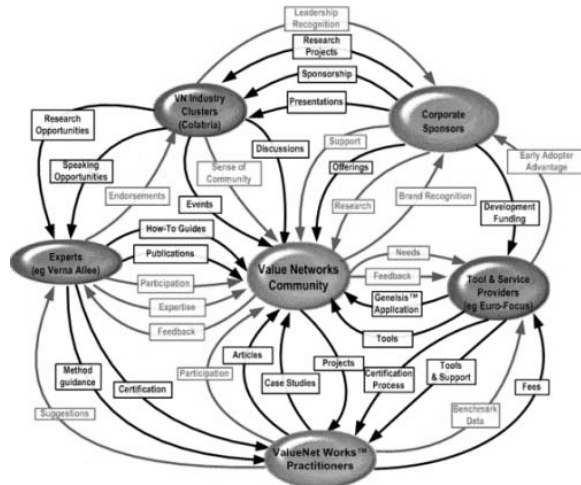 Leadership
Recognition
Research
Projects
Sponsorship
Presentations
VN Industry
Clusters
(Colabria)
Corporate
Sponsors
Research
Opportunities
Speaking
Opportunities
Endorsements
Sense of
Community
Discussions
Support
Offerings
Early Adopter
Advantage
Events
Research
Brand Recognition
Development
Funding
How-To Guides
Publications
Experts
(eg Verna Allee)
Value Networks
Community
Needs
Feedback
Tool & Service
Providers
(eg Euro-Focus)
Participation
Expertise
Feedback
Geneisis™
Application
Tools
Method
guidance
Certification
Participation
Articles
Case Studies
Projects
Certification
Process
Tools
& Support
Fees
Suggestions
Benchmark
Data
ValueNet Works™
Practitioners